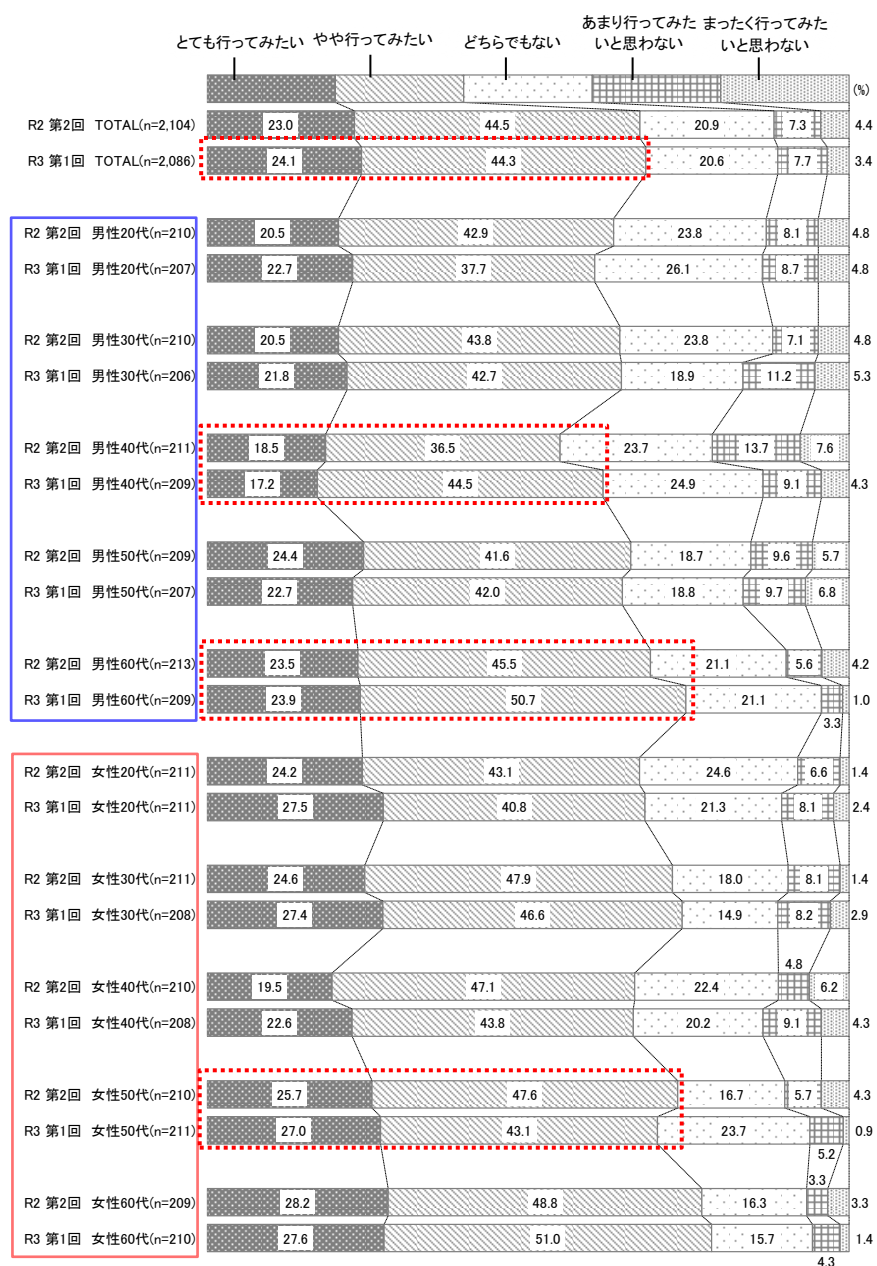 とても行ってみたい やや行ってみたい どちらでもない あまり行ってみた まったく行ってみた
いと思わない いと思わない
(%)
R2 第2回 TOTAL(n=2,104) 23.0 44.5 20.9 7.3 4.4
R3 第1回 TOTAL(n=2,086) 24.1 44.3 20.6 7.7 3.4
R2 第2回 男性20代(n=210) 20.5 42.9 23.8 8.1 4.8
R3 第1回 男性20代(n=207) 22.7 37.7 26.1 8.7 4.8
R2 第2回 男性30代(n=210) 20.5 43.8 23.8 7.1 4.8
R3 第1回 男性30代(n=206) 21.8 42.7 18.9 11.2 5.3
R2 第2回 男性40代(n=211) 18.5 36.5 23.7 13.7 7.6
R3 第1回 男性40代(n=209) 17.2 44.5 24.9 9.1 4.3
R2 第2回 男性50代(n=209) 24.4 41.6 18.7 9.6 5.7
R3 第1回 男性50代(n=207) 22.7 42.0 18.8 9.7 6.8
R2 第2回 男性60代(n=213) 23.5 45.5 21.1 5.6 4.2
R3 第1回 男性60代(n=209) 23.9 50.7 21.1 1.0
3.3
R2 第2回 女性20代(n=211) 24.2 43.1 24.6 6.6 1.4
R3 第1回 女性20代(n=211) 27.5 40.8 21.3 8.1 2.4
R2 第2回 女性30代(n=211) 24.6 47.9 18.0 8.1 1.4
R3 第1回 女性30代(n=208) 27.4 46.6 14.9 8.2 2.9
4.8
R2 第2回 女性40代(n=210) 19.5 47.1 22.4 6.2
R3 第1回 女性40代(n=208) 22.6 43.8 20.2 9.1 4.3
R2 第2回 女性50代(n=210) 25.7 47.6 16.7 5.7 4.3
R3 第1回 女性50代(n=211) 27.0 43.1 23.7 0.9
5.2
3.3
R2 第2回 女性60代(n=209) 28.2 48.8 16.3 3.3
R3 第1回 女性60代(n=210) 27.6 51.0 15.7 1.4
4.3